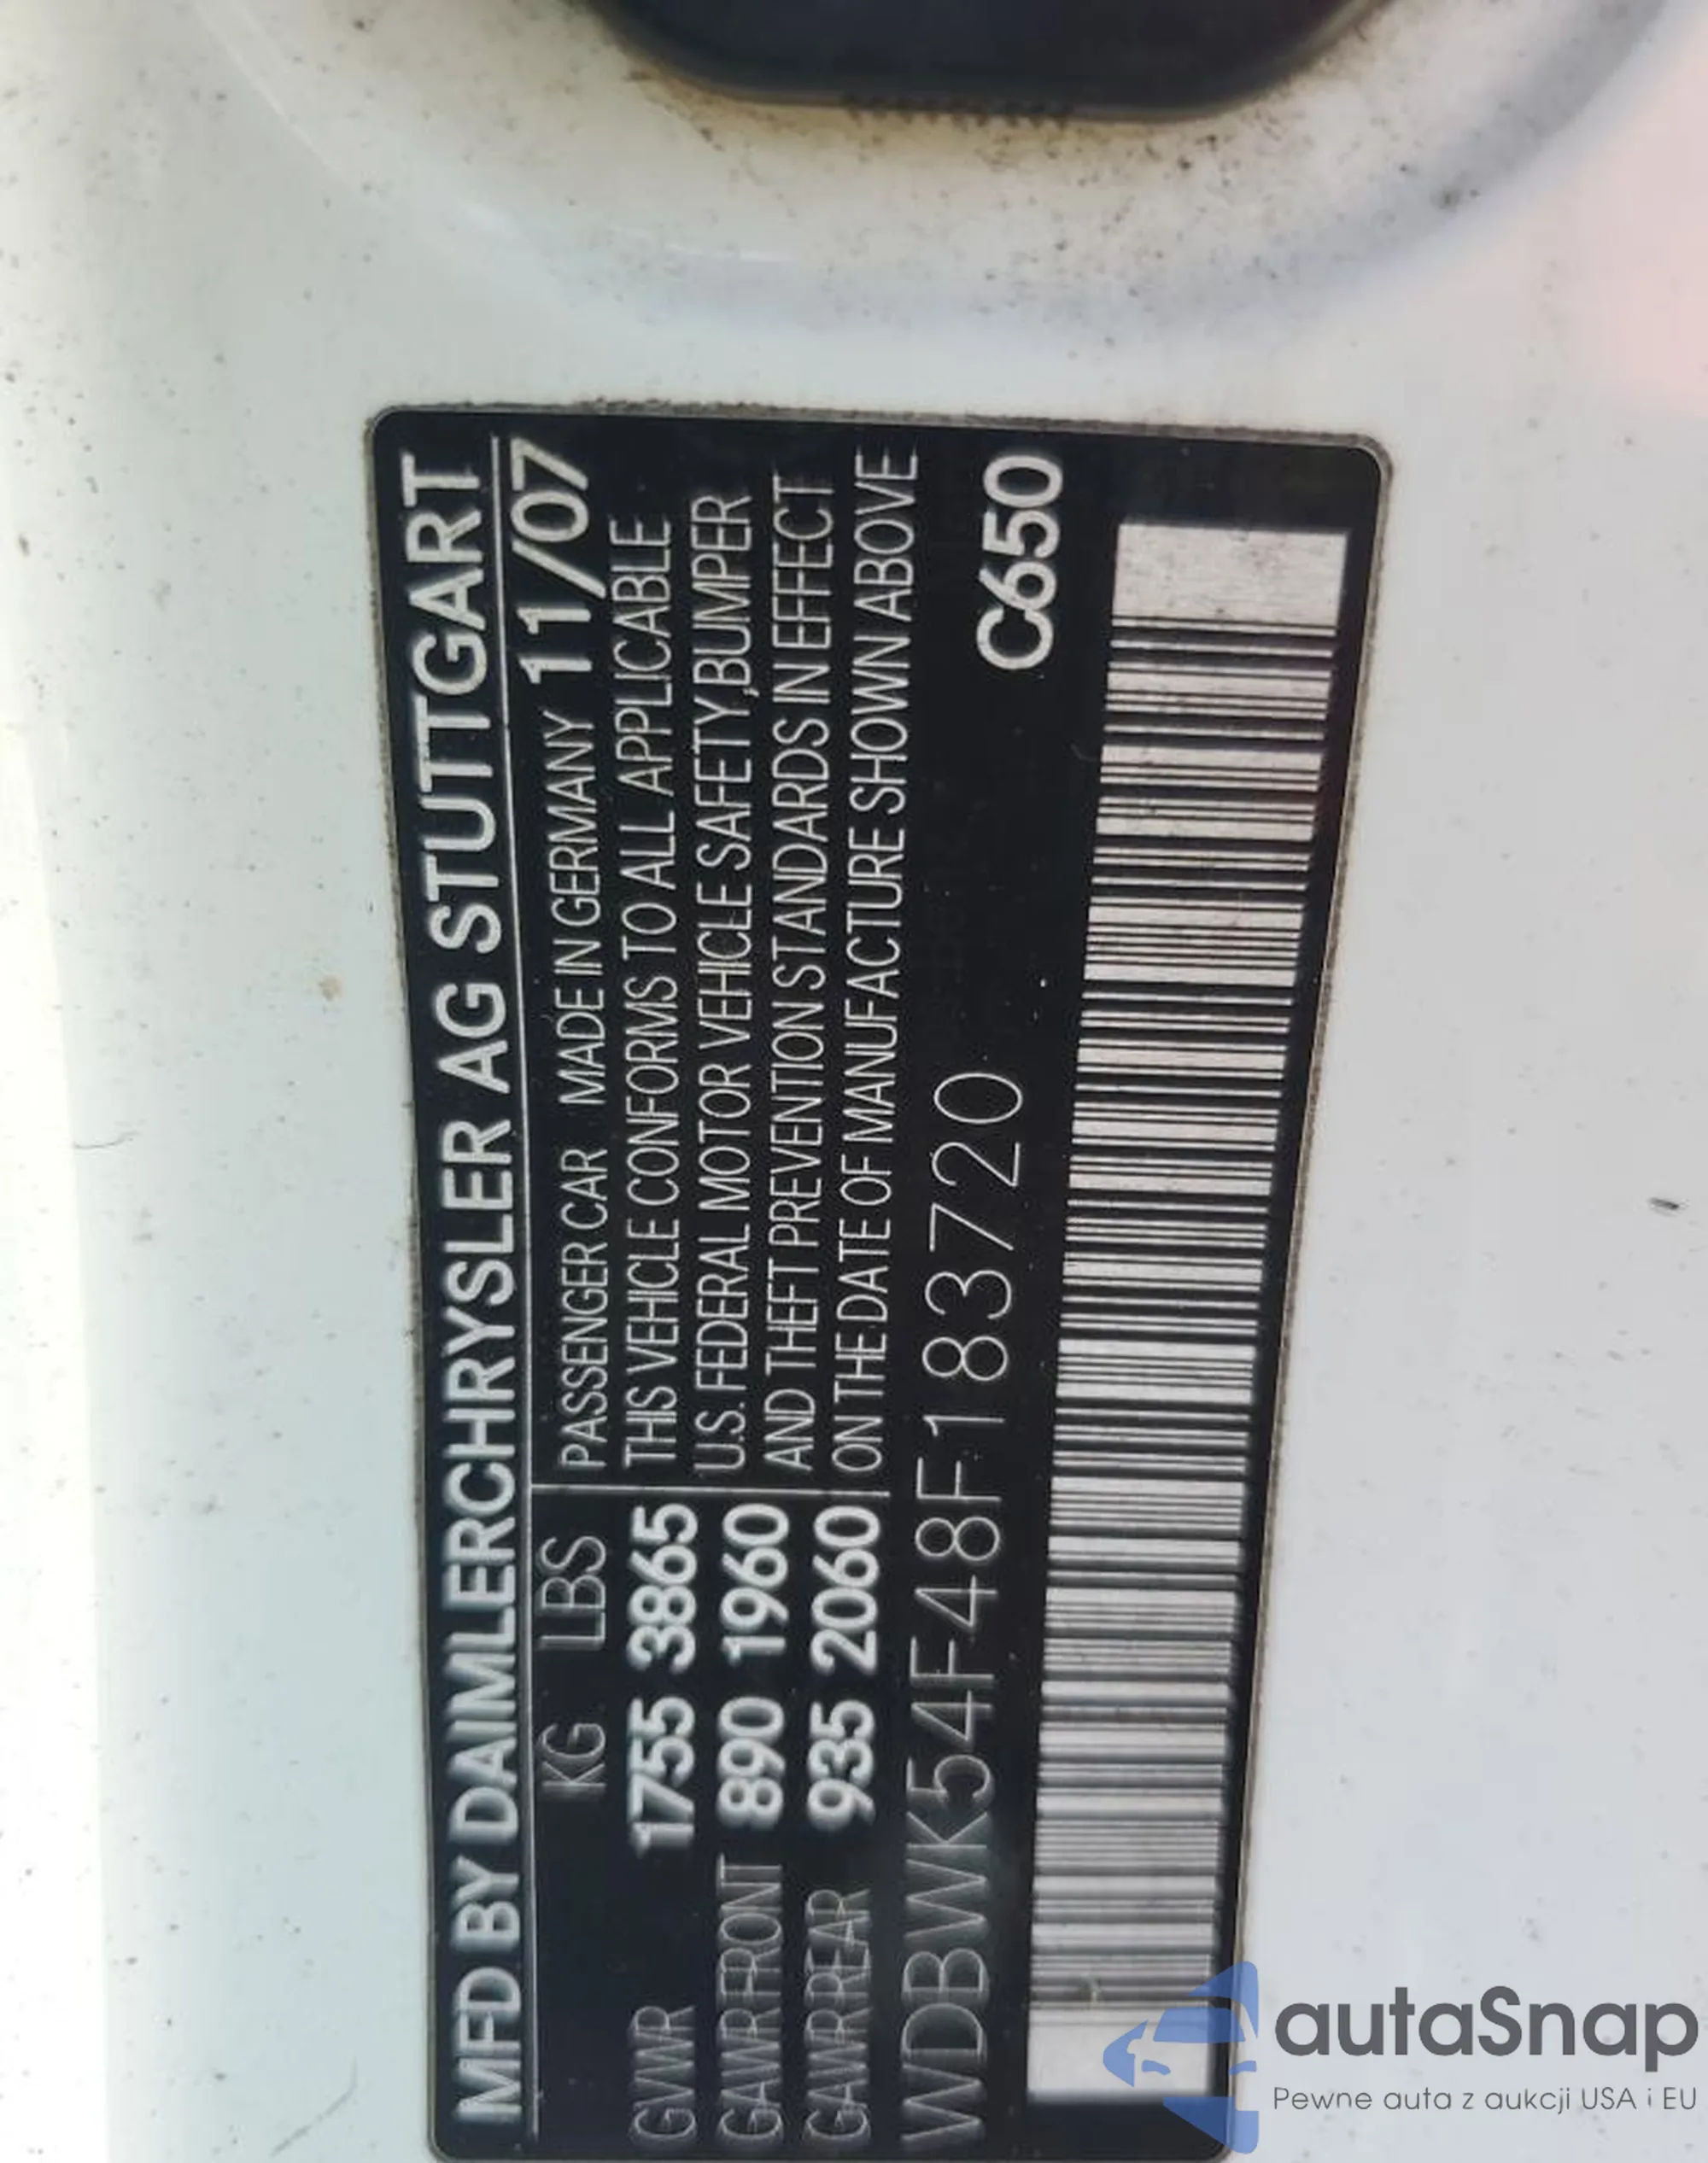 MFD BY DAIMLERCHRYSLER AG STUTTGART
KG LBS PASSENGER CAR MADE IN GERMANY 11/07
GVWR 1755 3865 THIS VEHICLE CONFORMS TO ALL APPLICABLE
GAWR FRONT 890 1960 U.S. FEDERAL MOTOR VEHICLE SAFETY,BUMPER
GAWR REAR 935 2060 AND THEFT PREVENTION STANDARDS IN EFFECT
ON THE DATE OF MANUFACTURE SHOWN ABOVE
WDBWK54F48F183720 C650
autaSnap
Pewne auta z aukcji USA i EU